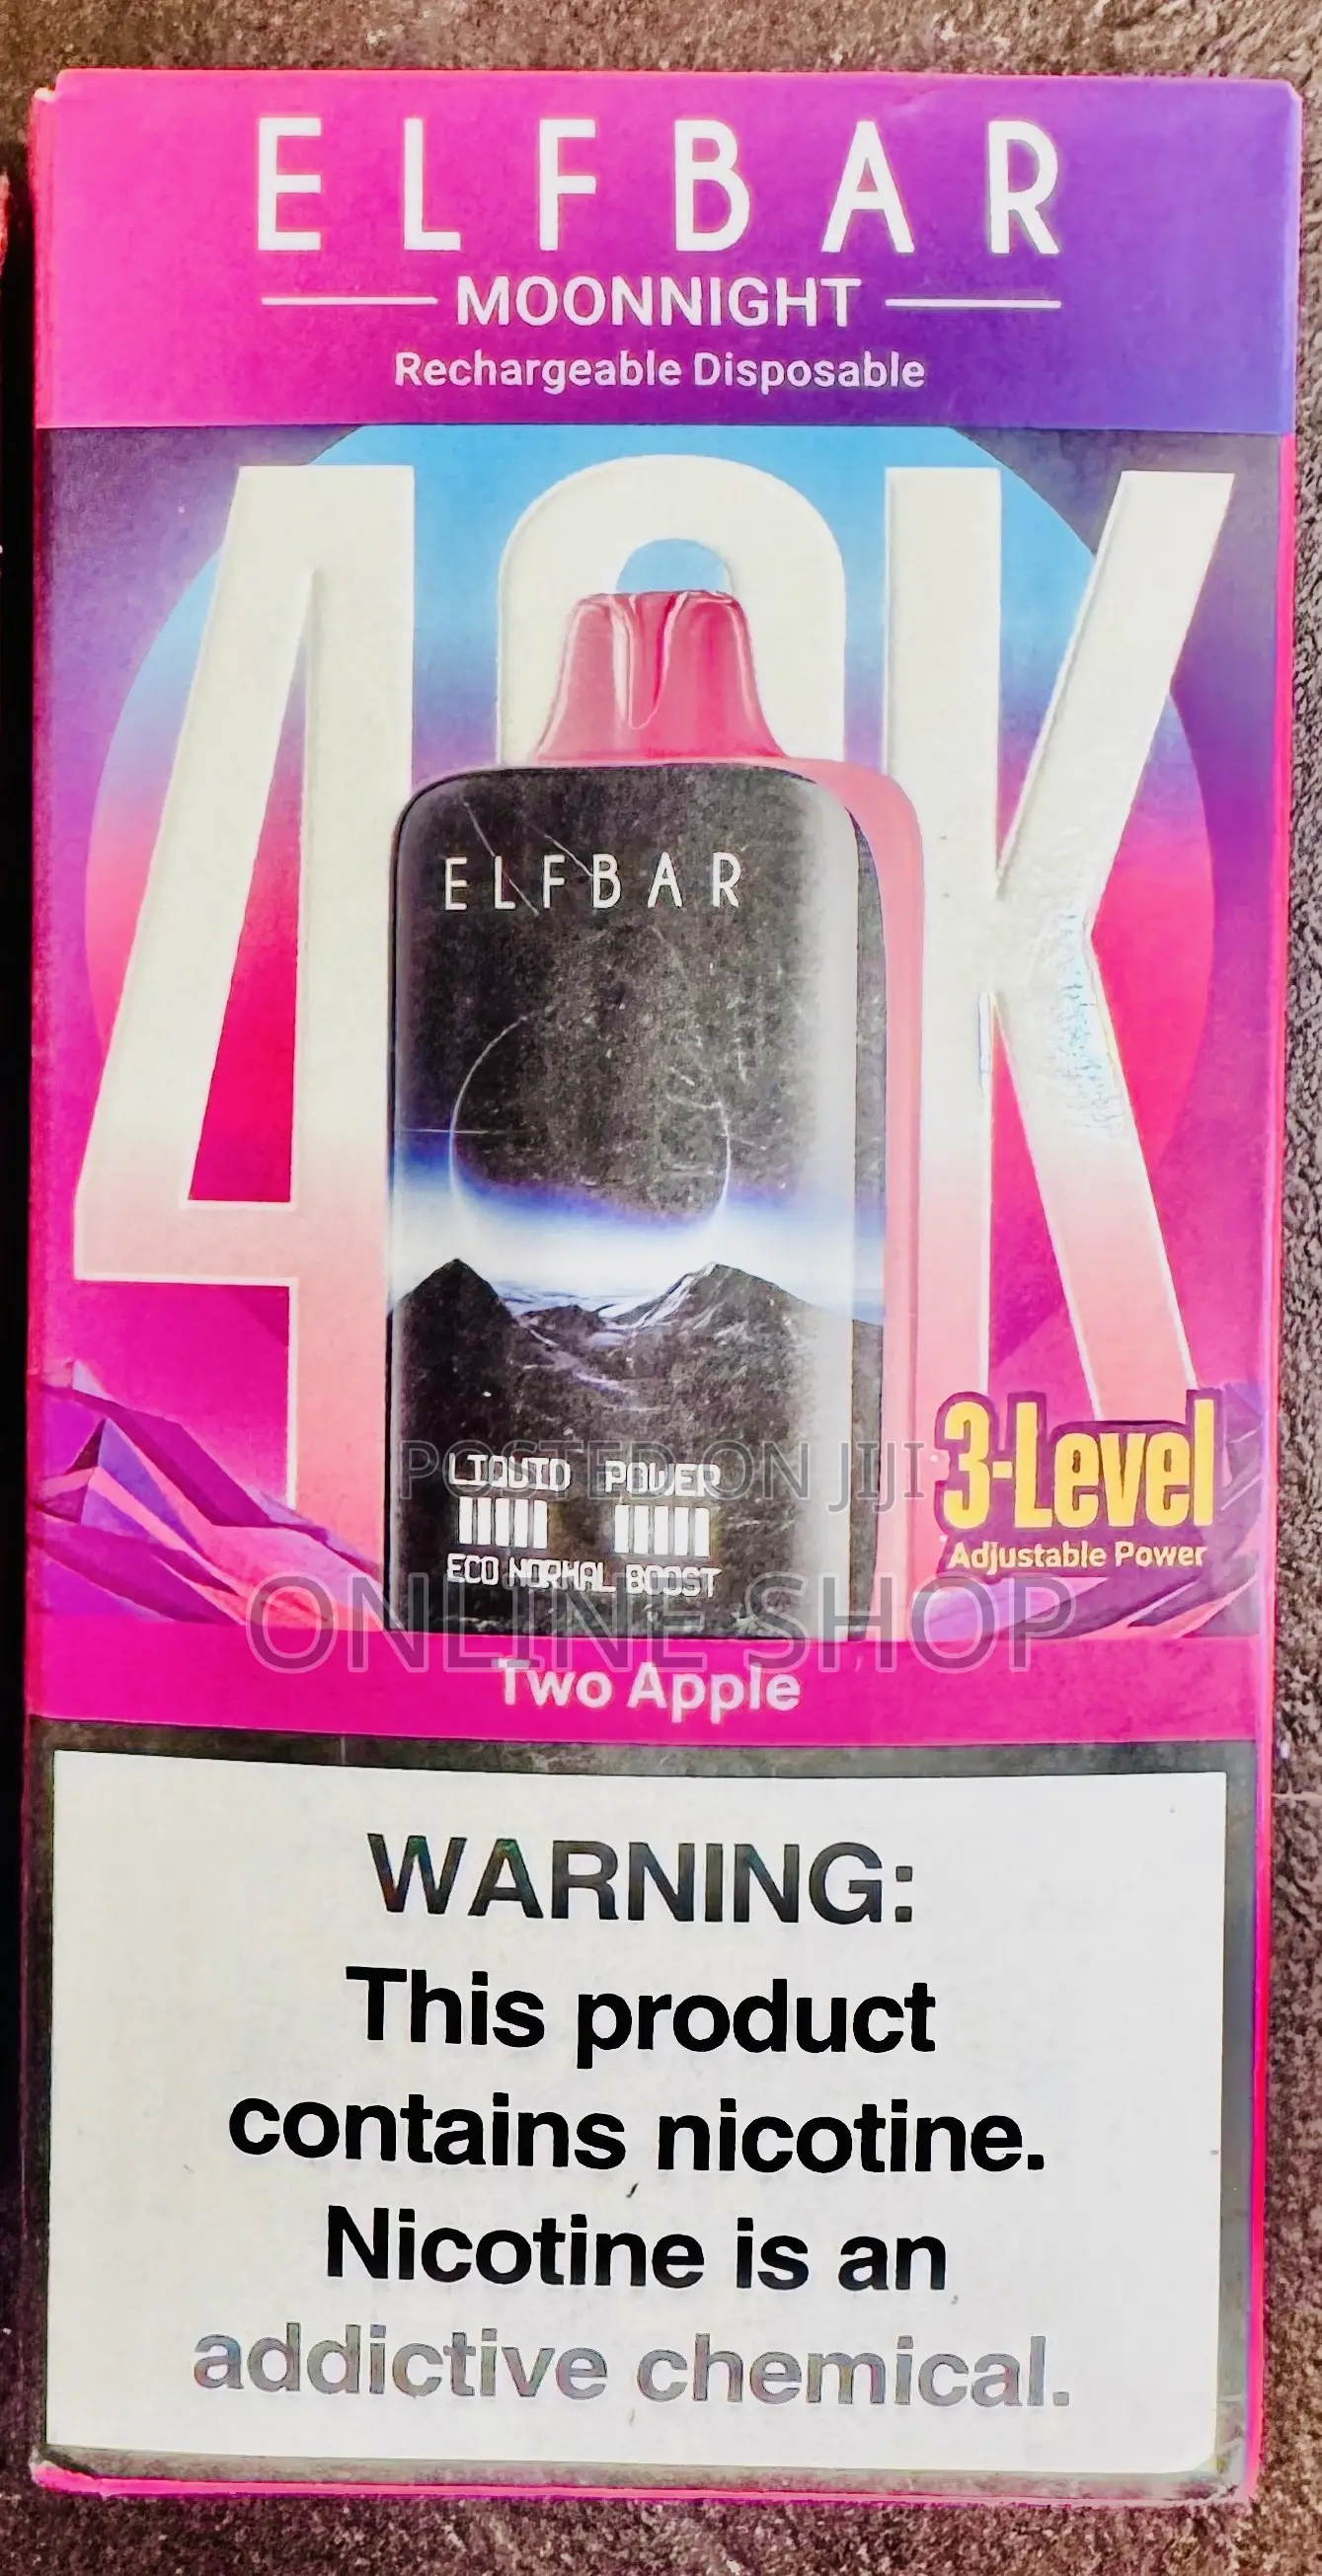 ELFBAR
MOONNIGHT
Rechargeable Disposable
40K
ELFBAR
LIQUID POWER
ECO NORMAL BOOST
3-Level
Adjustable Power
POSTED ON JIJI
ONLINE SHOP
Two Apple
WARNING:
This product
contains nicotine.
Nicotine is an
addictive chemical.